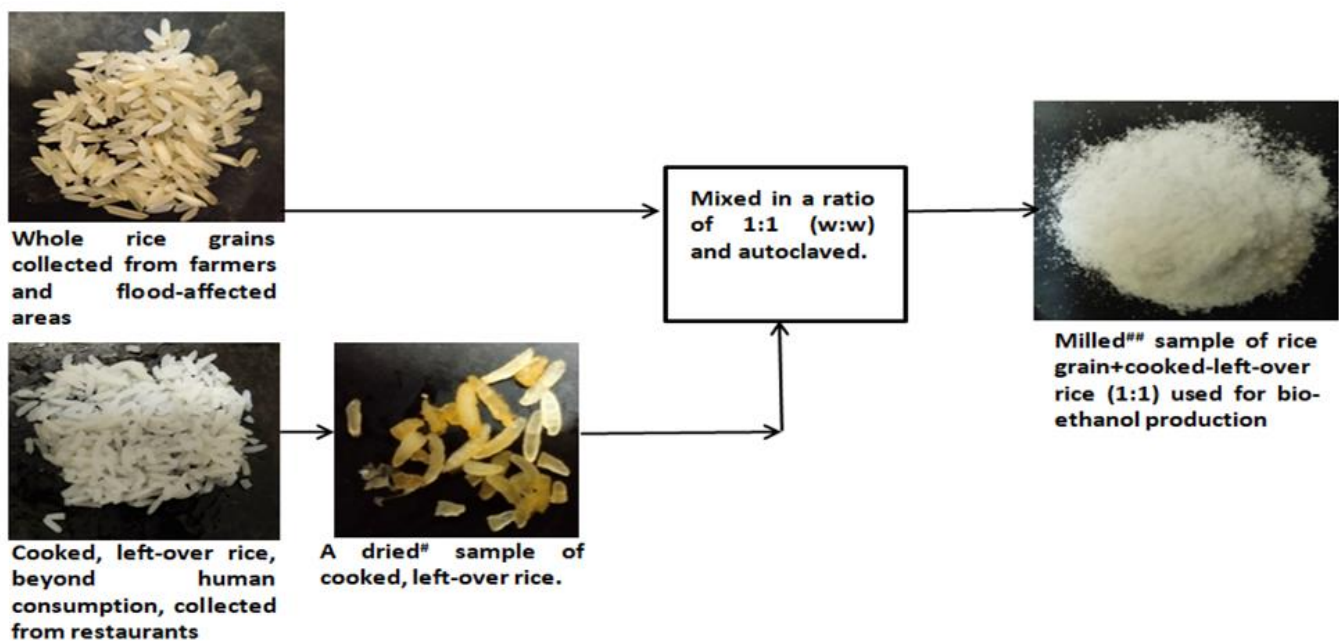 Whole rice grains
collected from farmers
and flood-affected
areas
Mixed in a ratio
of 1:1 (w:w)
and autoclaved.
Milled## sample of rice
grain+cooked-left-over
rice (1:1) used for bio-
ethanol production
Cooked, left-over rice,
beyond human
consumption, collected
from restaurants
A dried# sample of
cooked, left-over rice.